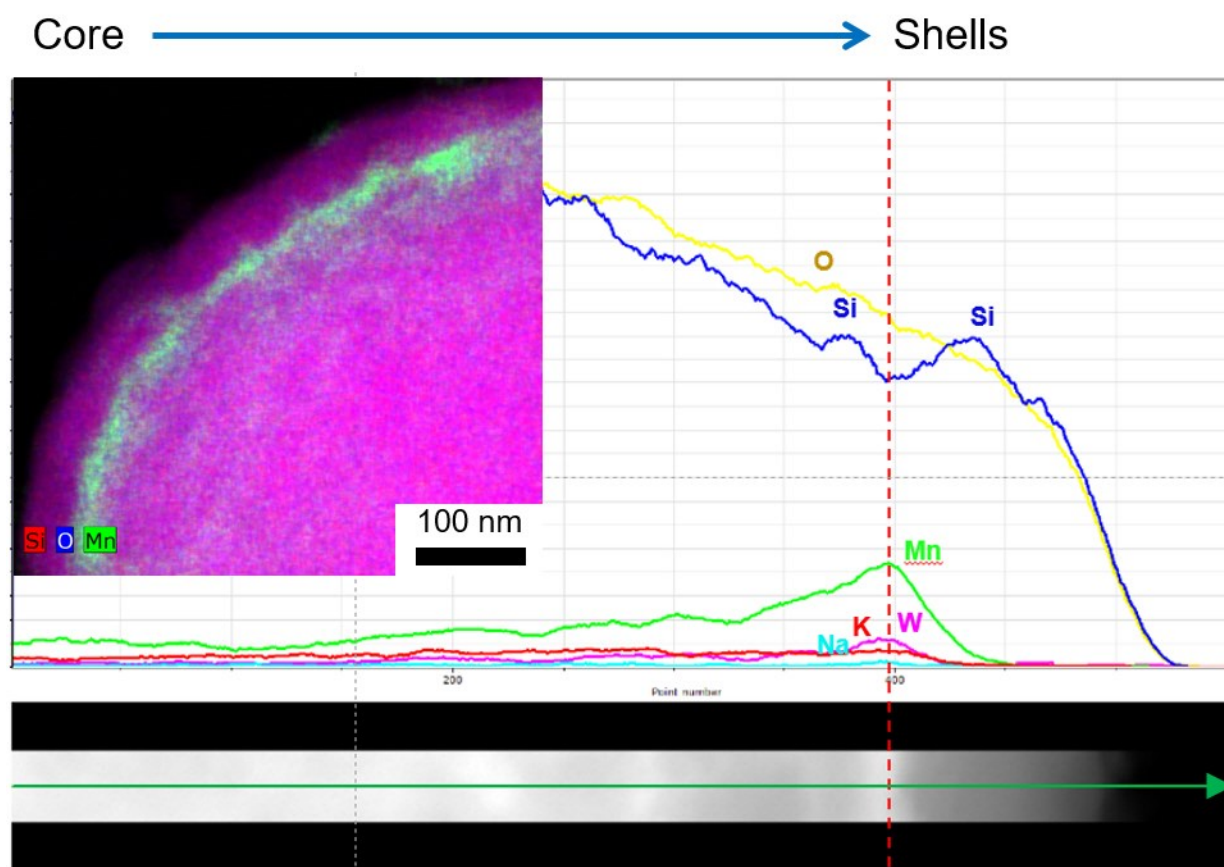 Core Shells
O
Si Si
Si O Mn
100 nm
Mn
K W
Na
200 400
Point number